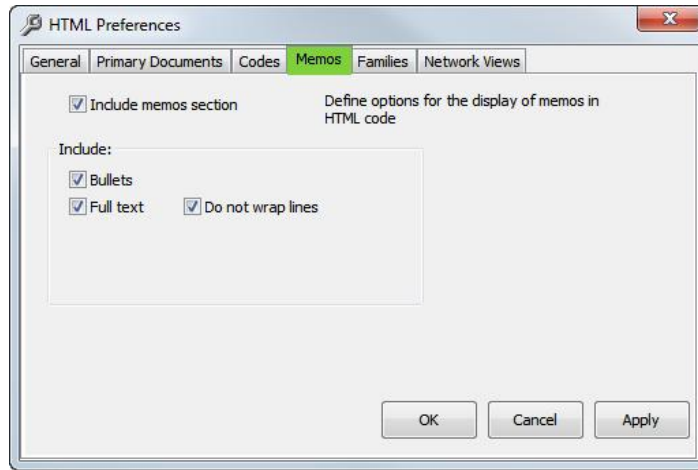 HTML Preferences
General Primary Documents Codes Memos Families Network Views
Include memos section
Define options for the display of memos in
HTML code
Include:
Bullets
Full text Do not wrap lines
OK Cancel Apply